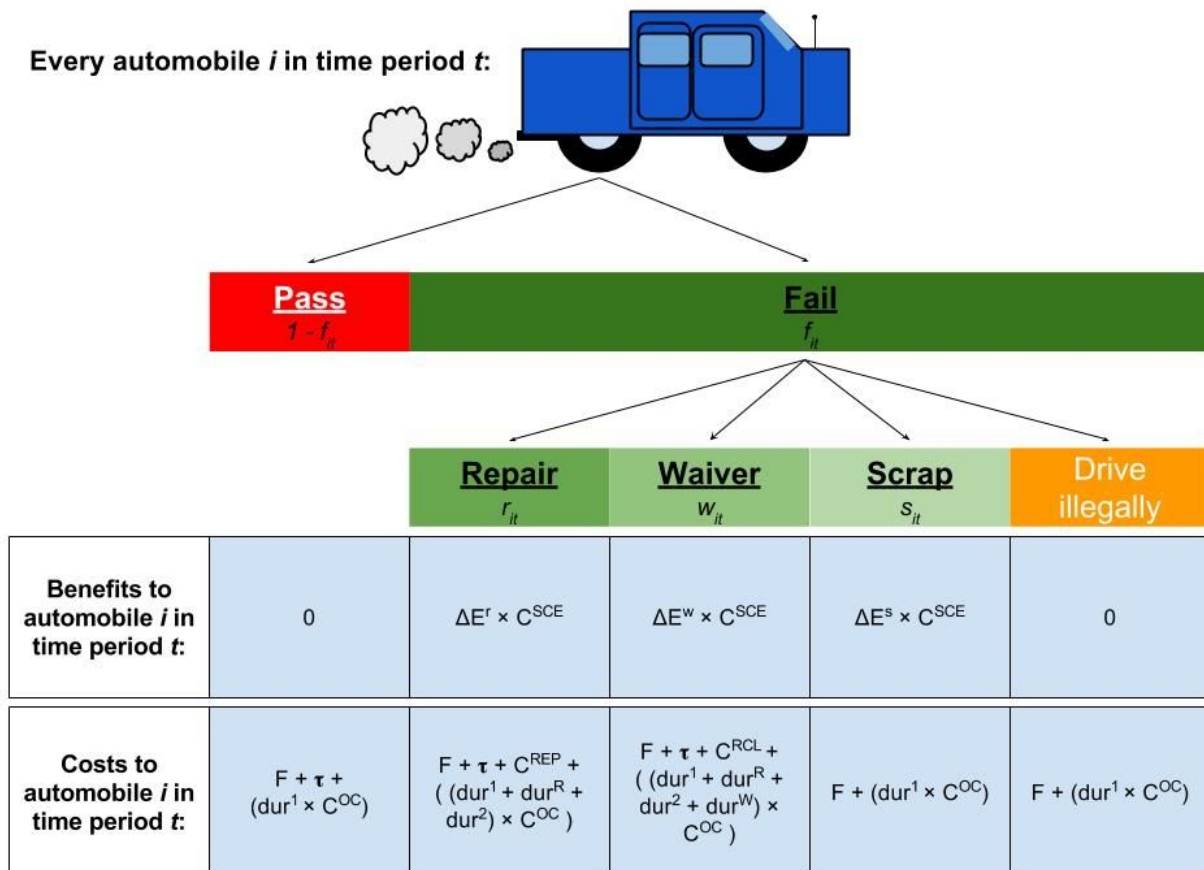 Every automobile i in time period t:
Pass
1 - fᵢₜ
Fail
fᵢₜ
Repair
rᵢₜ
Waiver
wᵢₜ
Scrap
sᵢₜ
Drive
illegally
Benefits to
automobile i in
time period t:
0
ΔEʳ × Cˢᶜᴱ
ΔEʷ × Cˢᶜᴱ
ΔEˢ × Cˢᶜᴱ
0
Costs to
automobile i in
time period t:
F + τ +
(dur¹ × Cᴼᶜ)
F + τ + Cᴿᴱᴾ +
( (dur¹ + durᴿ +
dur²) × Cᴼᶜ )
F + τ + Cᴿᶜᴸ +
( (dur¹ + durᴿ +
dur² + durᵂ) ×
Cᴼᶜ )
F + (dur¹ × Cᴼᶜ)
F + (dur¹ × Cᴼᶜ)